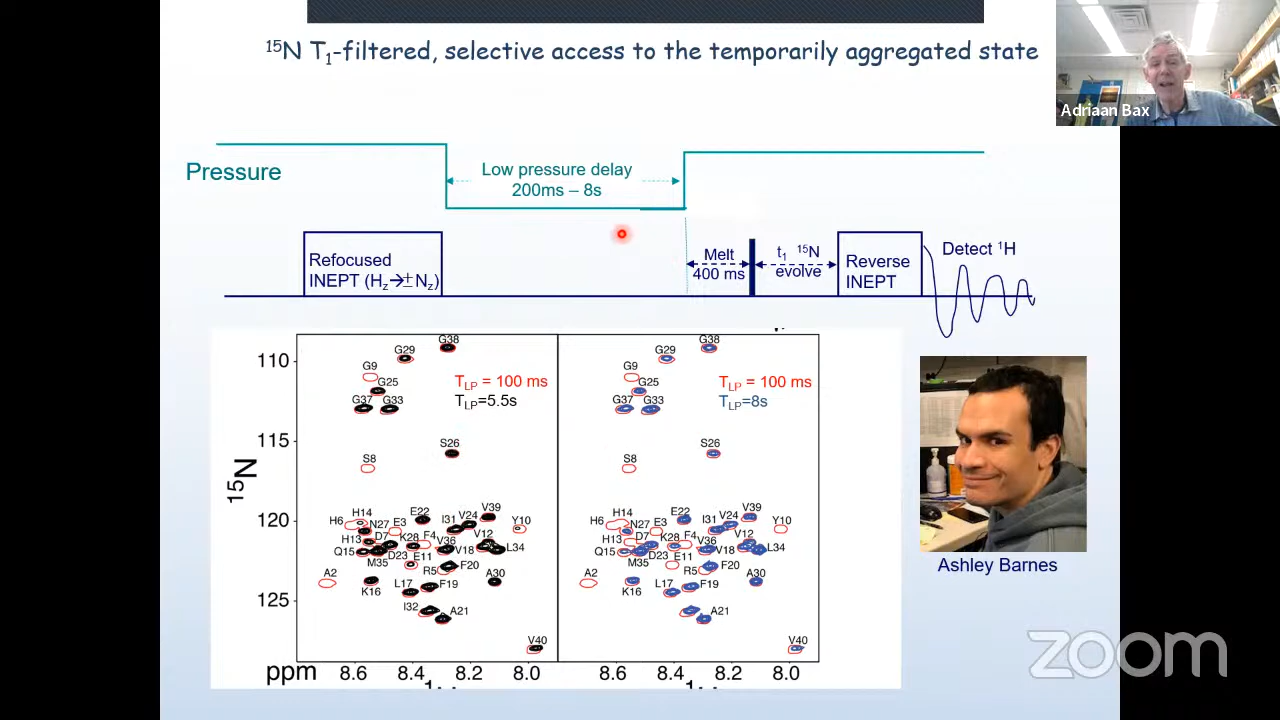 ¹⁵N T₁-filtered, selective access to the temporarily aggregated state
Adriaan Bax
Pressure
Low pressure delay
200ms – 8s
Refocused
INEPT (Hz→±Nz)
Melt
400 ms
t₁ ¹⁵N
evolve
Reverse
INEPT
Detect ¹H
G38
G29
G9
G25
G37 G33
TLP = 100 ms
TLP=5.5s
S26
S8
H14
H6
N27 E3
E22
I31 V24
V39
Y10
H13 D7
K28 F4
V12
Q15
M35
D23
E11
V36
V18
L34
R5
F20
A2
K16
L17
F19
A30
I32
A21
V40
G38
G29
G9
G25
G37 G33
TLP = 100 ms
TLP=8s
S26
S8
H14
H6
N27 E3
E22
I31 V24
V39
Y10
H13 D7
K28 F4
V12
Q15
M35
D23
E11
V36
V18
L34
R5
F20
A2
K16
L17
F19
A30
A21
V40
110
115
120
125
¹⁵N
ppm
8.6 8.4 8.2 8.0
8.6 8.4 8.2 8.0
Ashley Barnes
zoom